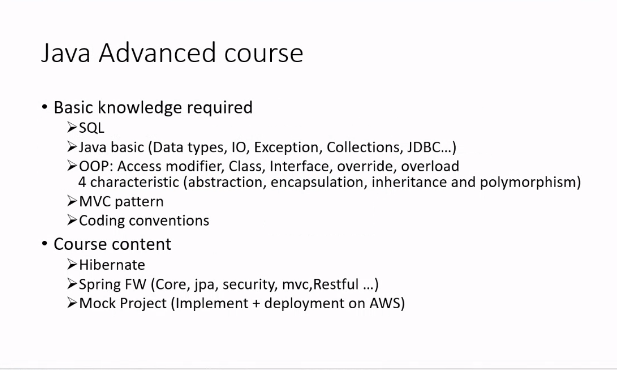 Java Advanced course
• Basic knowledge required
➢SQL
➢Java basic (Data types, IO, Exception, Collections, JDBC…)
➢OOP: Access modifier, Class, Interface, override, overload
4 characteristic (abstraction, encapsulation, inheritance and polymorphism)
➢MVC pattern
➢Coding conventions
• Course content
➢Hibernate
➢Spring FW (Core, jpa, security, mvc,Restful …)
➢Mock Project (Implement + deployment on AWS)